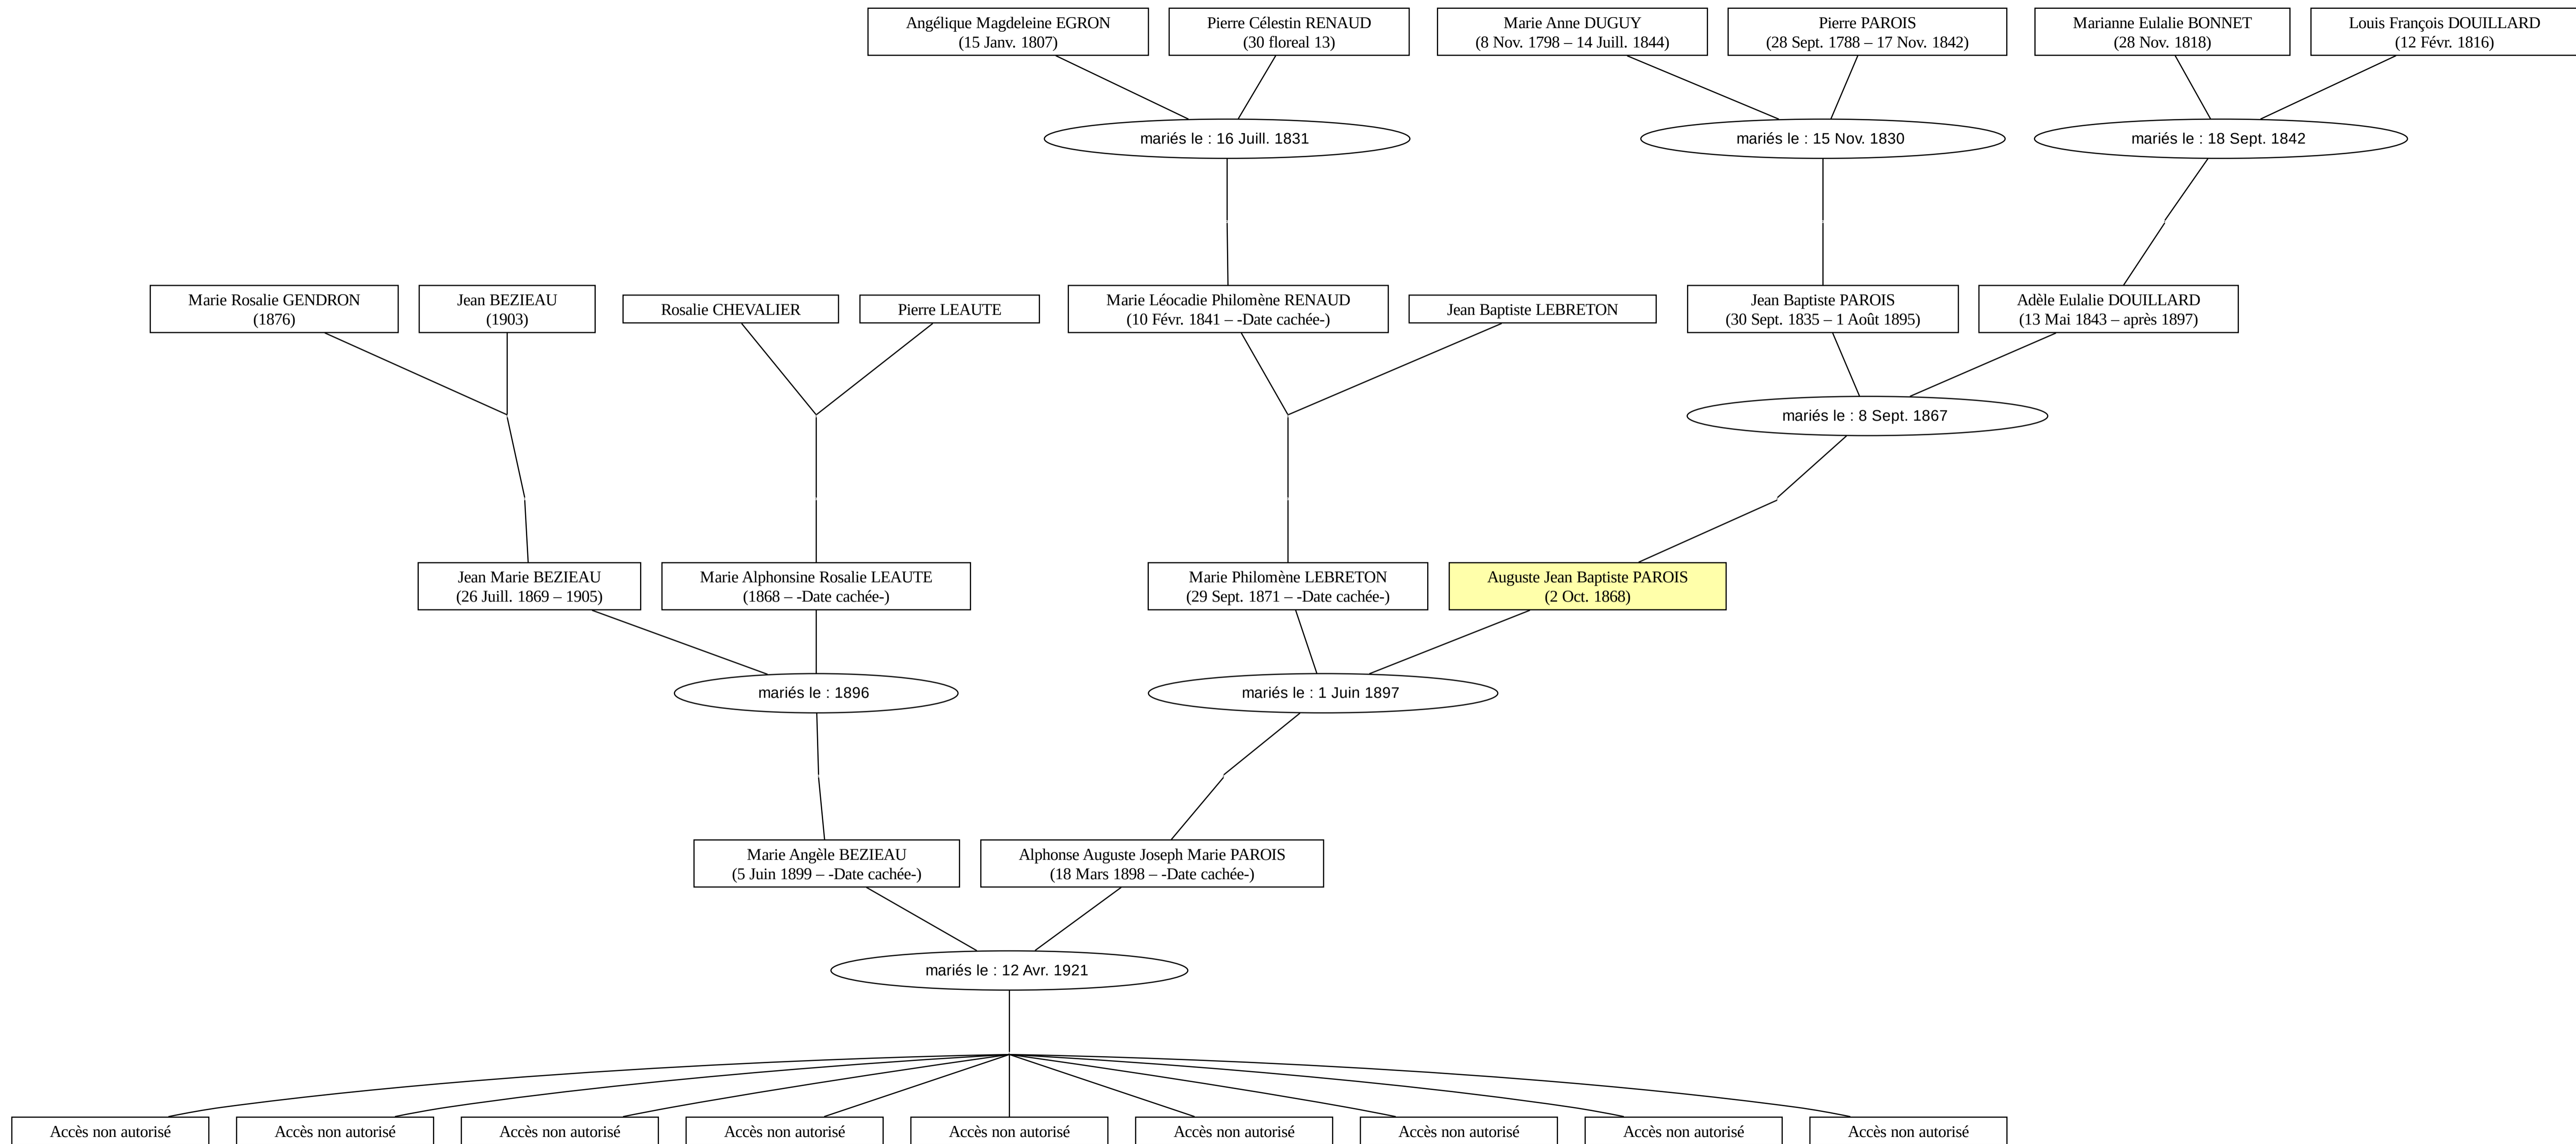 Angélique Magdeleine EGRON
(15 Janv. 1807)
Pierre Célestin RENAUD
(30 floreal 13)
Marie Anne DUGUY
(8 Nov. 1798 – 14 Juill. 1844)
Pierre PAROIS
(28 Sept. 1788 – 17 Nov. 1842)
Marianne Eulalie BONNET
(28 Nov. 1818)
Louis François DOUILLARD
(12 Févr. 1816)
mariés le : 16 Juill. 1831
mariés le : 15 Nov. 1830
mariés le : 18 Sept. 1842
Marie Rosalie GENDRON
(1876)
Jean BEZIEAU
(1903)
Rosalie CHEVALIER
Pierre LEAUTE
Marie Léocadie Philomène RENAUD
(10 Févr. 1841 – -Date cachée-)
Jean Baptiste LEBRETON
Jean Baptiste PAROIS
(30 Sept. 1835 – 1 Août 1895)
Adèle Eulalie DOUILLARD
(13 Mai 1843 – après 1897)
mariés le : 8 Sept. 1867
Jean Marie BEZIEAU
(26 Juill. 1869 – 1905)
Marie Alphonsine Rosalie LEAUTE
(1868 – -Date cachée-)
Marie Philomène LEBRETON
(29 Sept. 1871 – -Date cachée-)
Auguste Jean Baptiste PAROIS
(2 Oct. 1868)
mariés le : 1896
mariés le : 1 Juin 1897
Marie Angèle BEZIEAU
(5 Juin 1899 – -Date cachée-)
Alphonse Auguste Joseph Marie PAROIS
(18 Mars 1898 – -Date cachée-)
mariés le : 12 Avr. 1921
Accès non autorisé
Accès non autorisé
Accès non autorisé
Accès non autorisé
Accès non autorisé
Accès non autorisé
Accès non autorisé
Accès non autorisé
Accès non autorisé